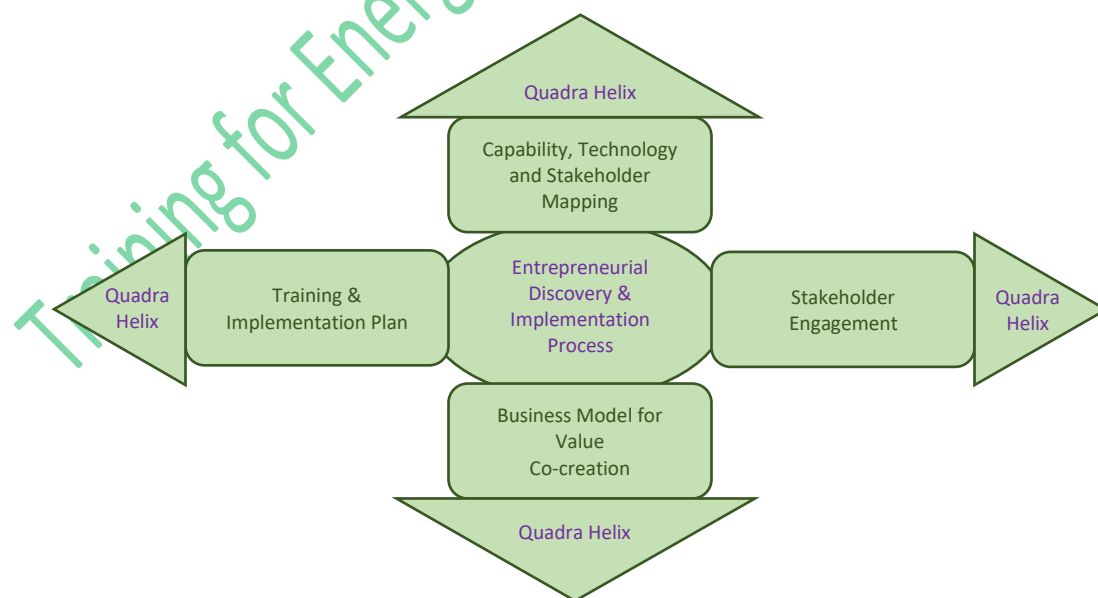 Training for Energ
Quadra Helix
Capability, Technology
and Stakeholder
Mapping
Quadra
Helix
Training &
Implementation Plan
Entrepreneurial
Discovery &
Implementation
Process
Stakeholder
Engagement
Quadra
Helix
Business Model for
Value
Co-creation
Quadra Helix